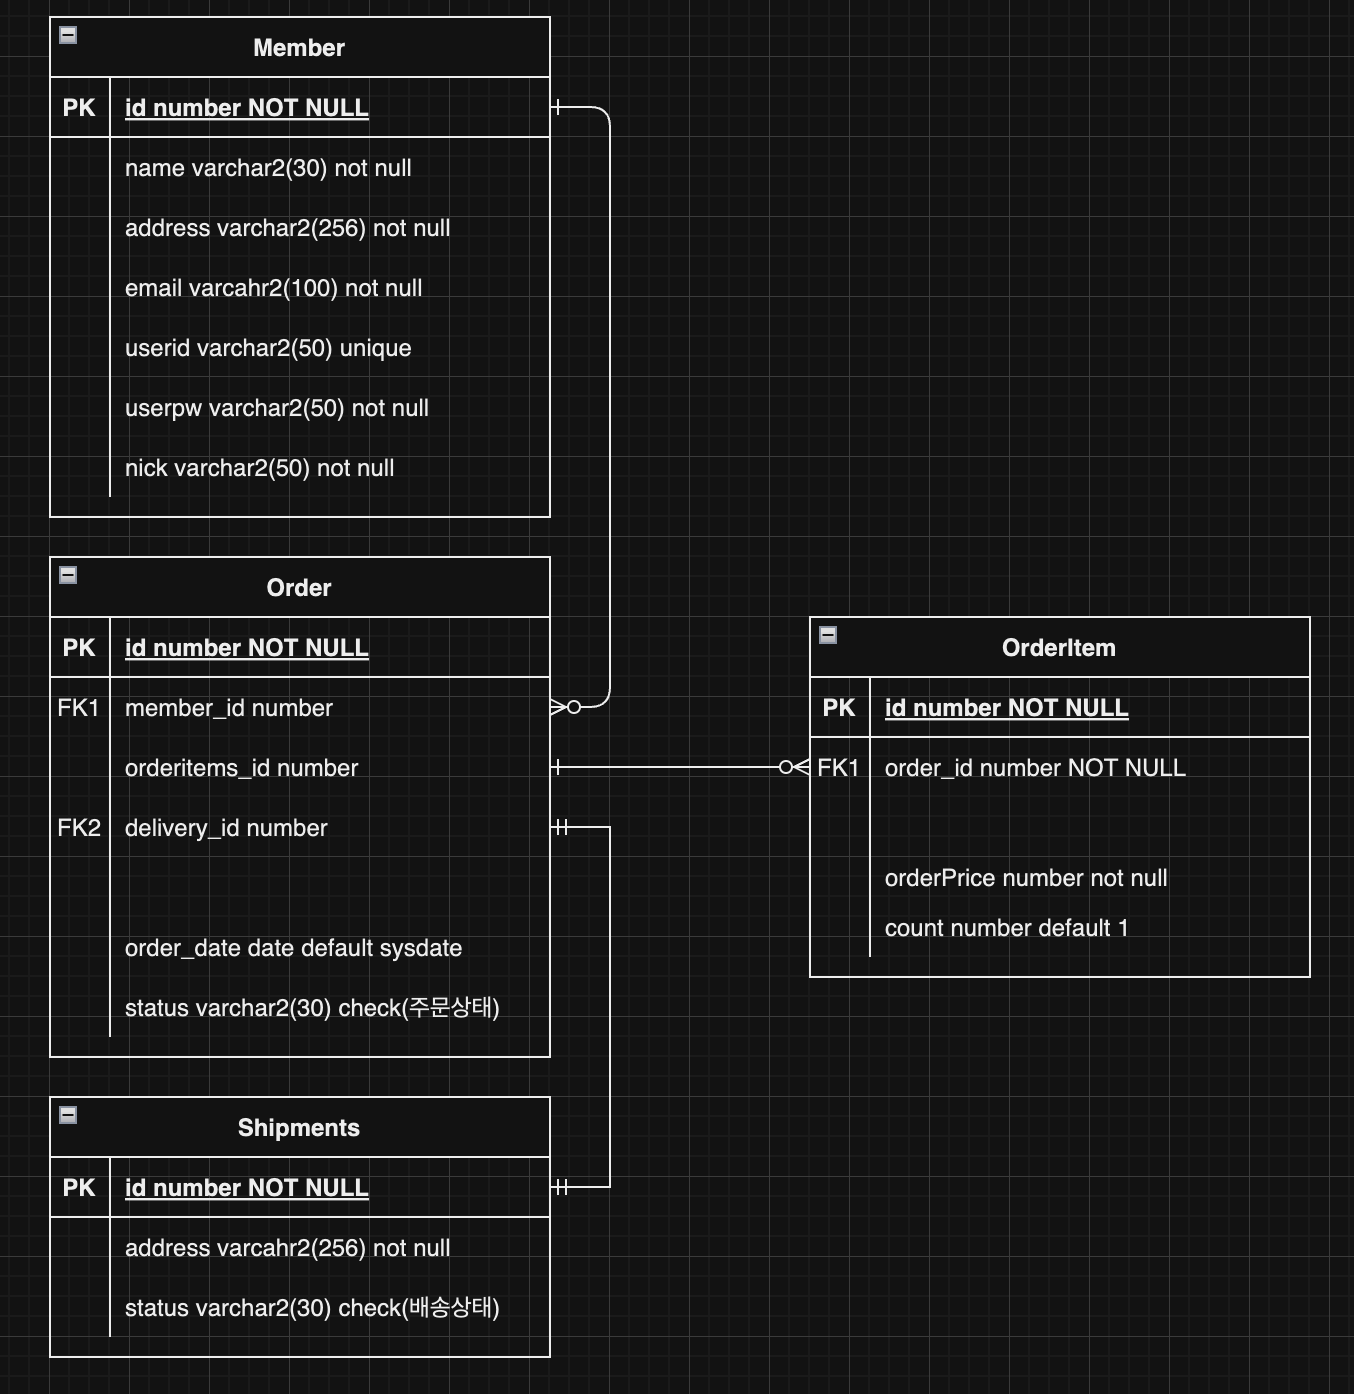 Member
PK id number NOT NULL
name varchar2(30) not null
address varchar2(256) not null
email varcahr2(100) not null
userid varchar2(50) unique
userpw varchar2(50) not null
nick varchar2(50) not null
Order
PK id number NOT NULL
FK1 member_id number
orderitems_id number
FK2 delivery_id number
order_date date default sysdate
status varchar2(30) check(주문상태)
OrderItem
PK id number NOT NULL
FK1 order_id number NOT NULL
orderPrice number not null
count number default 1
Shipments
PK id number NOT NULL
address varcahr2(256) not null
status varchar2(30) check(배송상태)